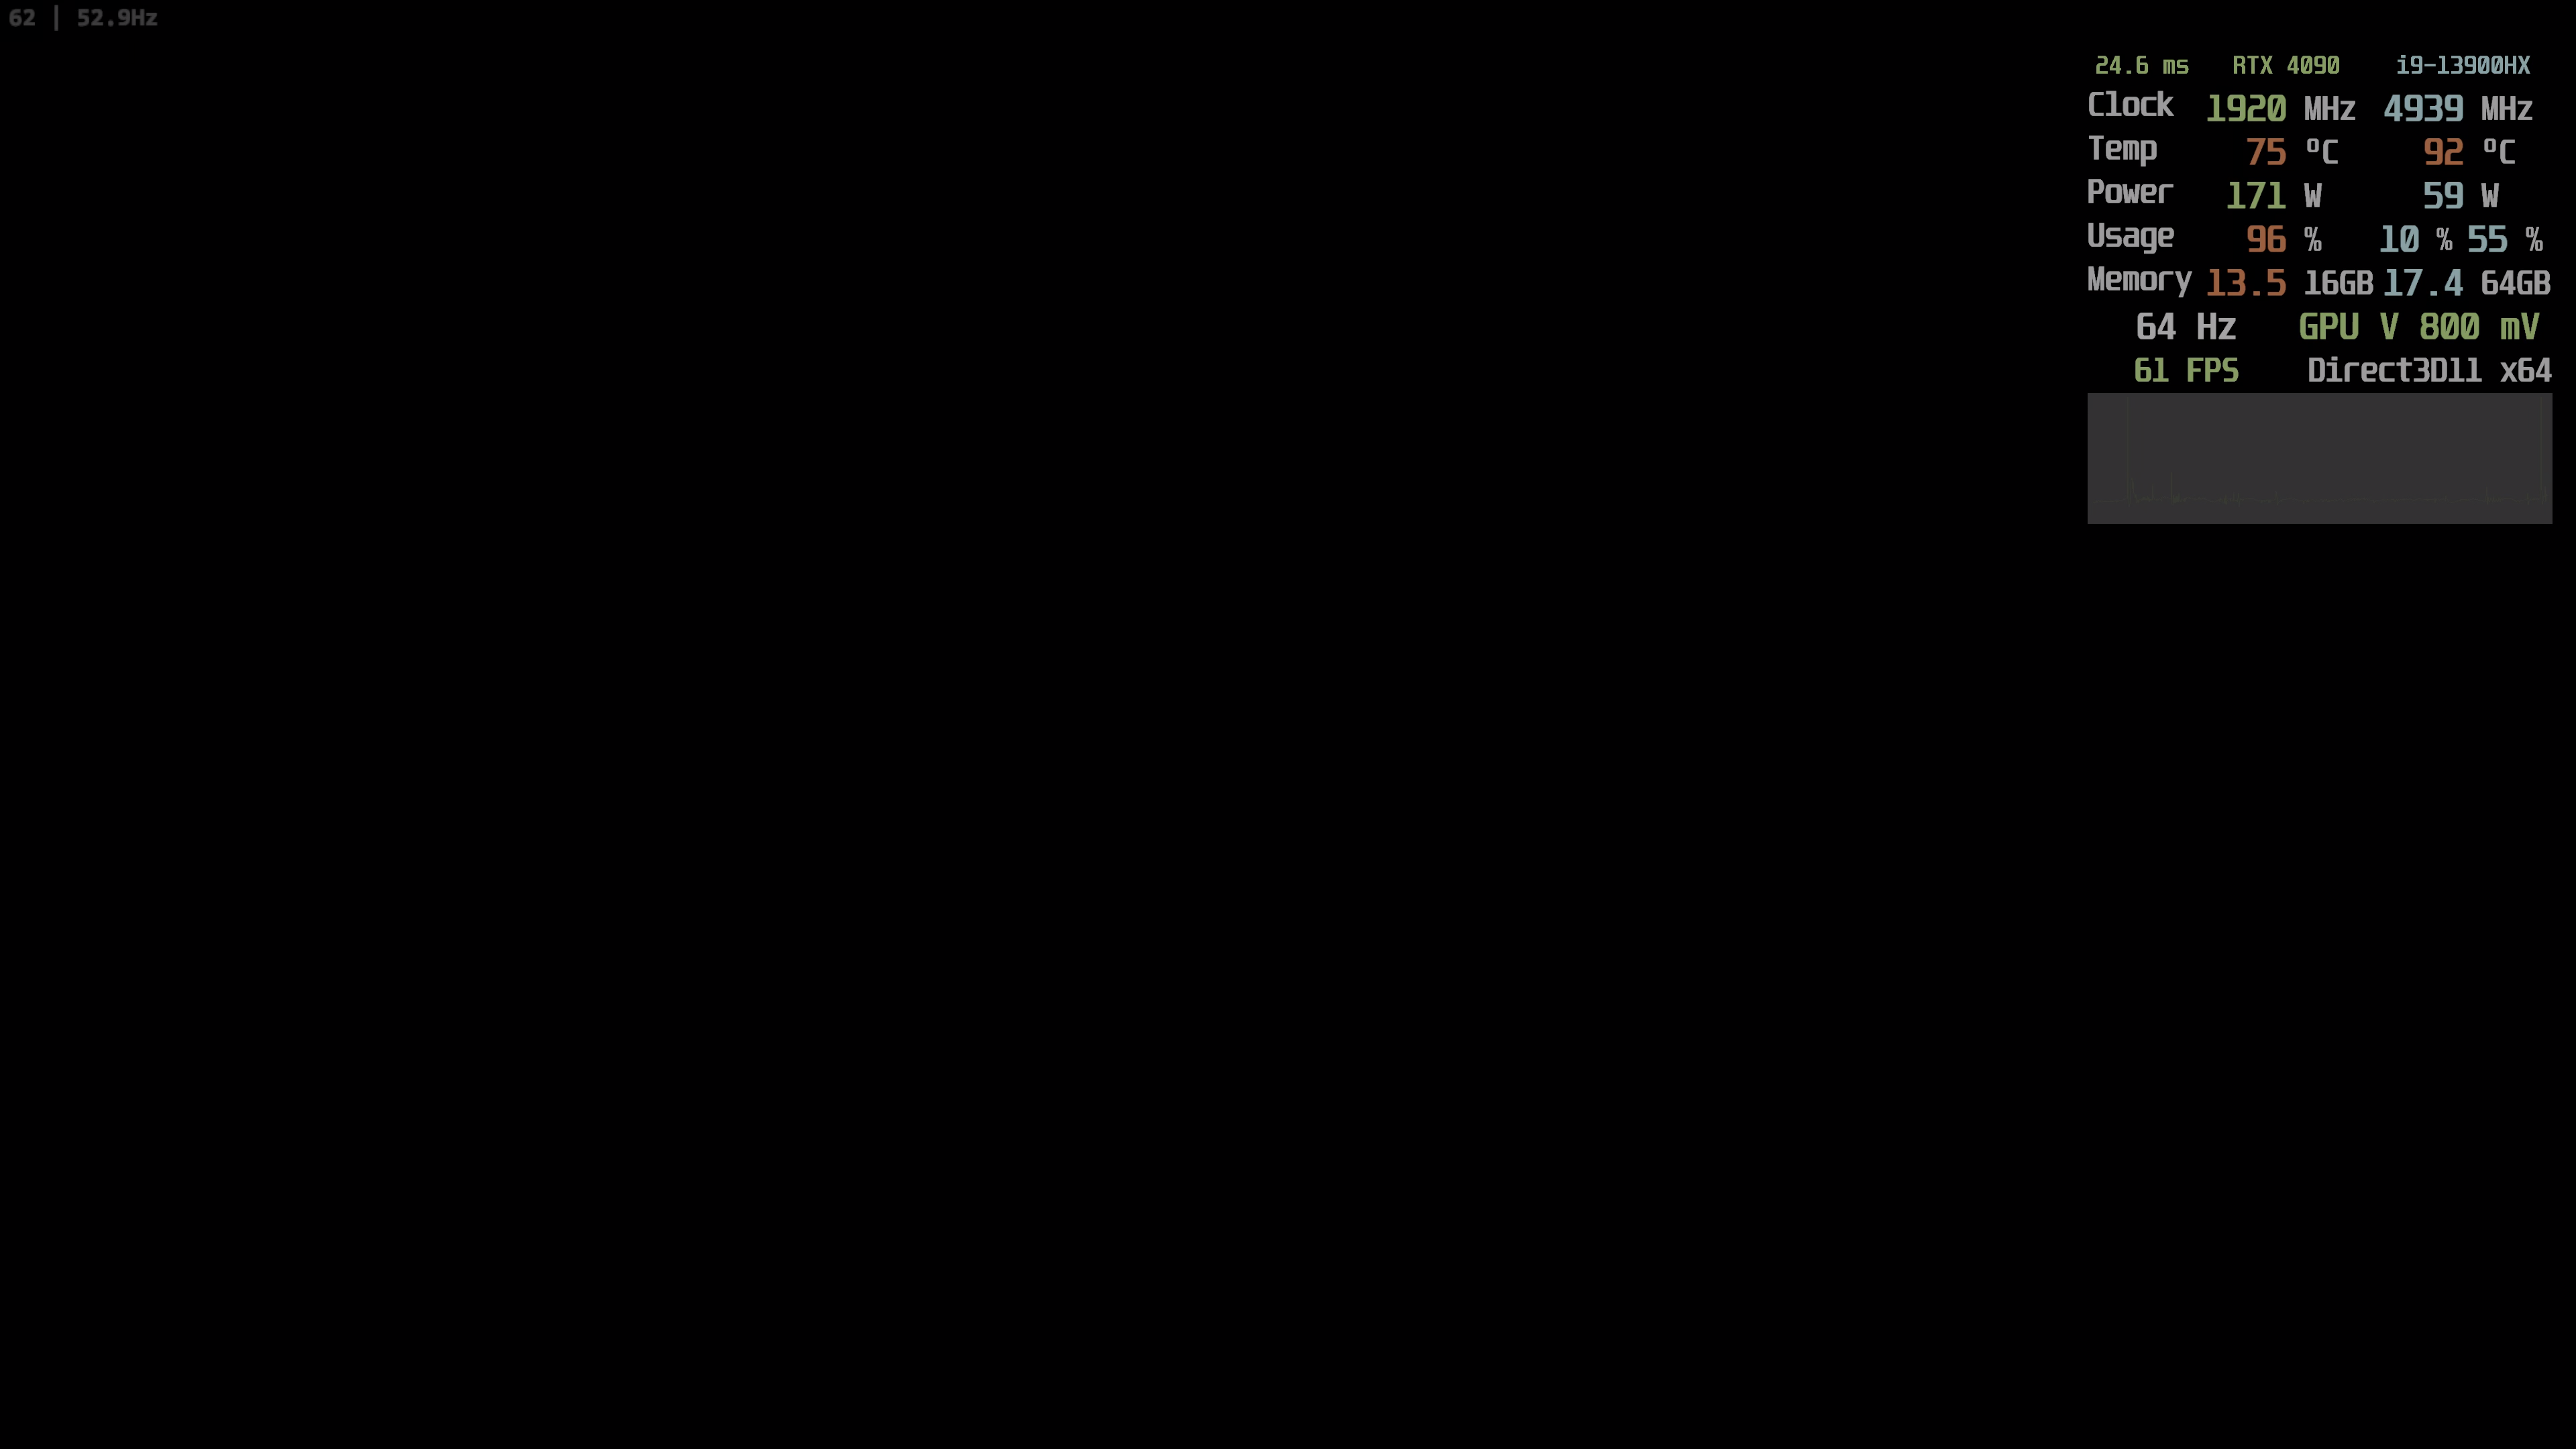 62 | 52.9Hz
24.6 ms RTX 4090 i9-13900HX
Clock 1920 MHz 4939 MHz
Temp 75 ºC 92 ºC
Power 171 W 59 W
Usage 96 % 10 % 55 %
Memory 13.5 16GB 17.4 64GB
64 Hz GPU V 800 mV
61 FPS Direct3D11 x64